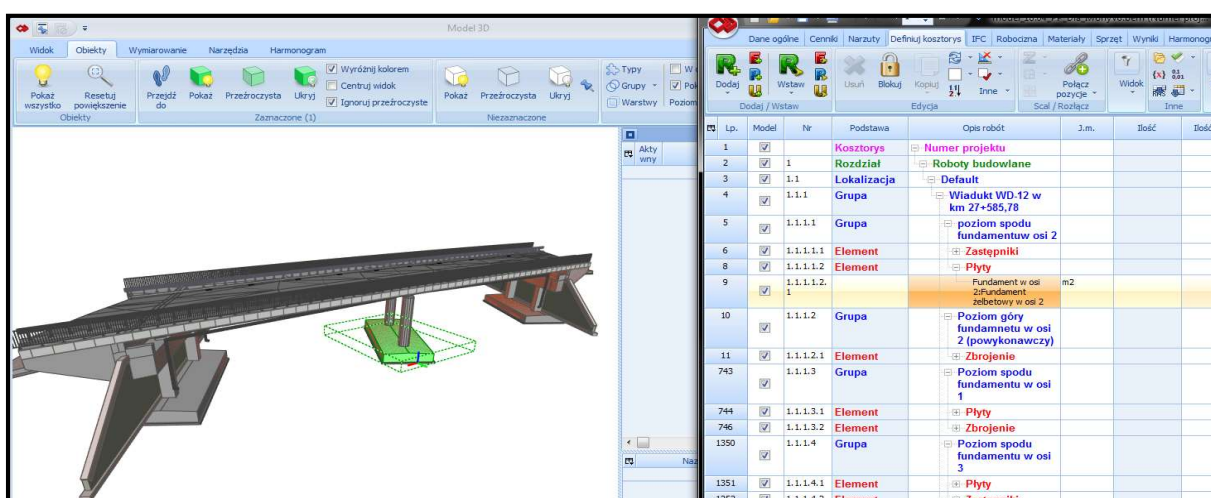 Model 3D
Widok Obiekty Wymiarowanie Narzędzia Harmonogram
Pokaż wszystko
Resetuj powiększenie
Przejdź do
Pokaż
Przeźroczysta
Ukryj
Wyróżnij kolorem
Centruj widok
Ignoruj przeźroczyste
Pokaż
Przeźroczysta
Ukryj
Typy
Grupy
Warstwy
Poziom
Obiekty Zaznaczone (1) Niezaznaczone
Akty
wny
Naz
Dane ogólne Cenniki Narzuty Definiuj kosztorys IFC Robocizna Materiały Sprzęt Wyniki Harmonogr
Dodaj
Wstaw
Usuń
Blokuj
Kopiuj
Inne
Połącz
pozycje
Widok
Dodaj / Wstaw Edycja Scal / Rozłącz Inne
Lp. Model Nr Podstawa Opis robót J.m. Ilość Ilość
1 Kosztorys Numer projektu
2 1 Rozdział Roboty budowlane
3 1.1 Lokalizacja Default
4 1.1.1 Grupa Wiadukt WD-12 w
km 27+585,78
5 1.1.1.1 Grupa poziom spodu
fundamentuw osi 2
6 1.1.1.1.1 Element Zastępniki
8 1.1.1.1.2 Element Płyty
9 1.1.1.1.2. Fundament w osi m2
1 2:Fundament
żelbetowy w osi 2
10 1.1.1.2 Grupa Poziom góry
fundamnetu w osi
2 (powykonawczy)
11 1.1.1.2.1 Element Zbrojenie
743 1.1.1.3 Grupa Poziom spodu
fundamentu w osi
1
744 1.1.1.3.1 Element Płyty
746 1.1.1.3.2 Element Zbrojenie
1350 1.1.1.4 Grupa Poziom spodu
fundamentu w osi
3
1351 1.1.1.4.1 Element Płyty